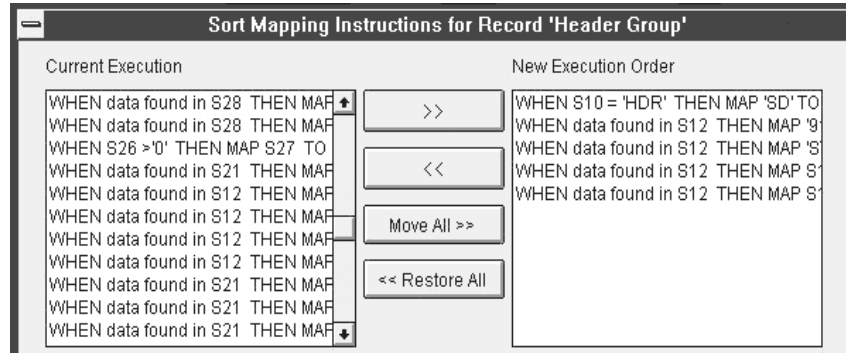 Sort Mapping Instructions for Record 'Header Group'
Current Execution
WHEN data found in S28 THEN MAP
WHEN data found in S28 THEN MAP
WHEN S26 >'0' THEN MAP S27 TO
WHEN data found in S21 THEN MAP
WHEN data found in S12 THEN MAP
WHEN data found in S12 THEN MAP
WHEN data found in S12 THEN MAP
WHEN data found in S12 THEN MAP
WHEN data found in S21 THEN MAP
WHEN data found in S21 THEN MAP
WHEN data found in S21 THEN MAP
>>
<<
Move All >>
<< Restore All
New Execution Order
WHEN S10 = 'HDR' THEN MAP 'SD' TO
WHEN data found in S12 THEN MAP '9
WHEN data found in S12 THEN MAP 'S
WHEN data found in S12 THEN MAP S
WHEN data found in S12 THEN MAP S